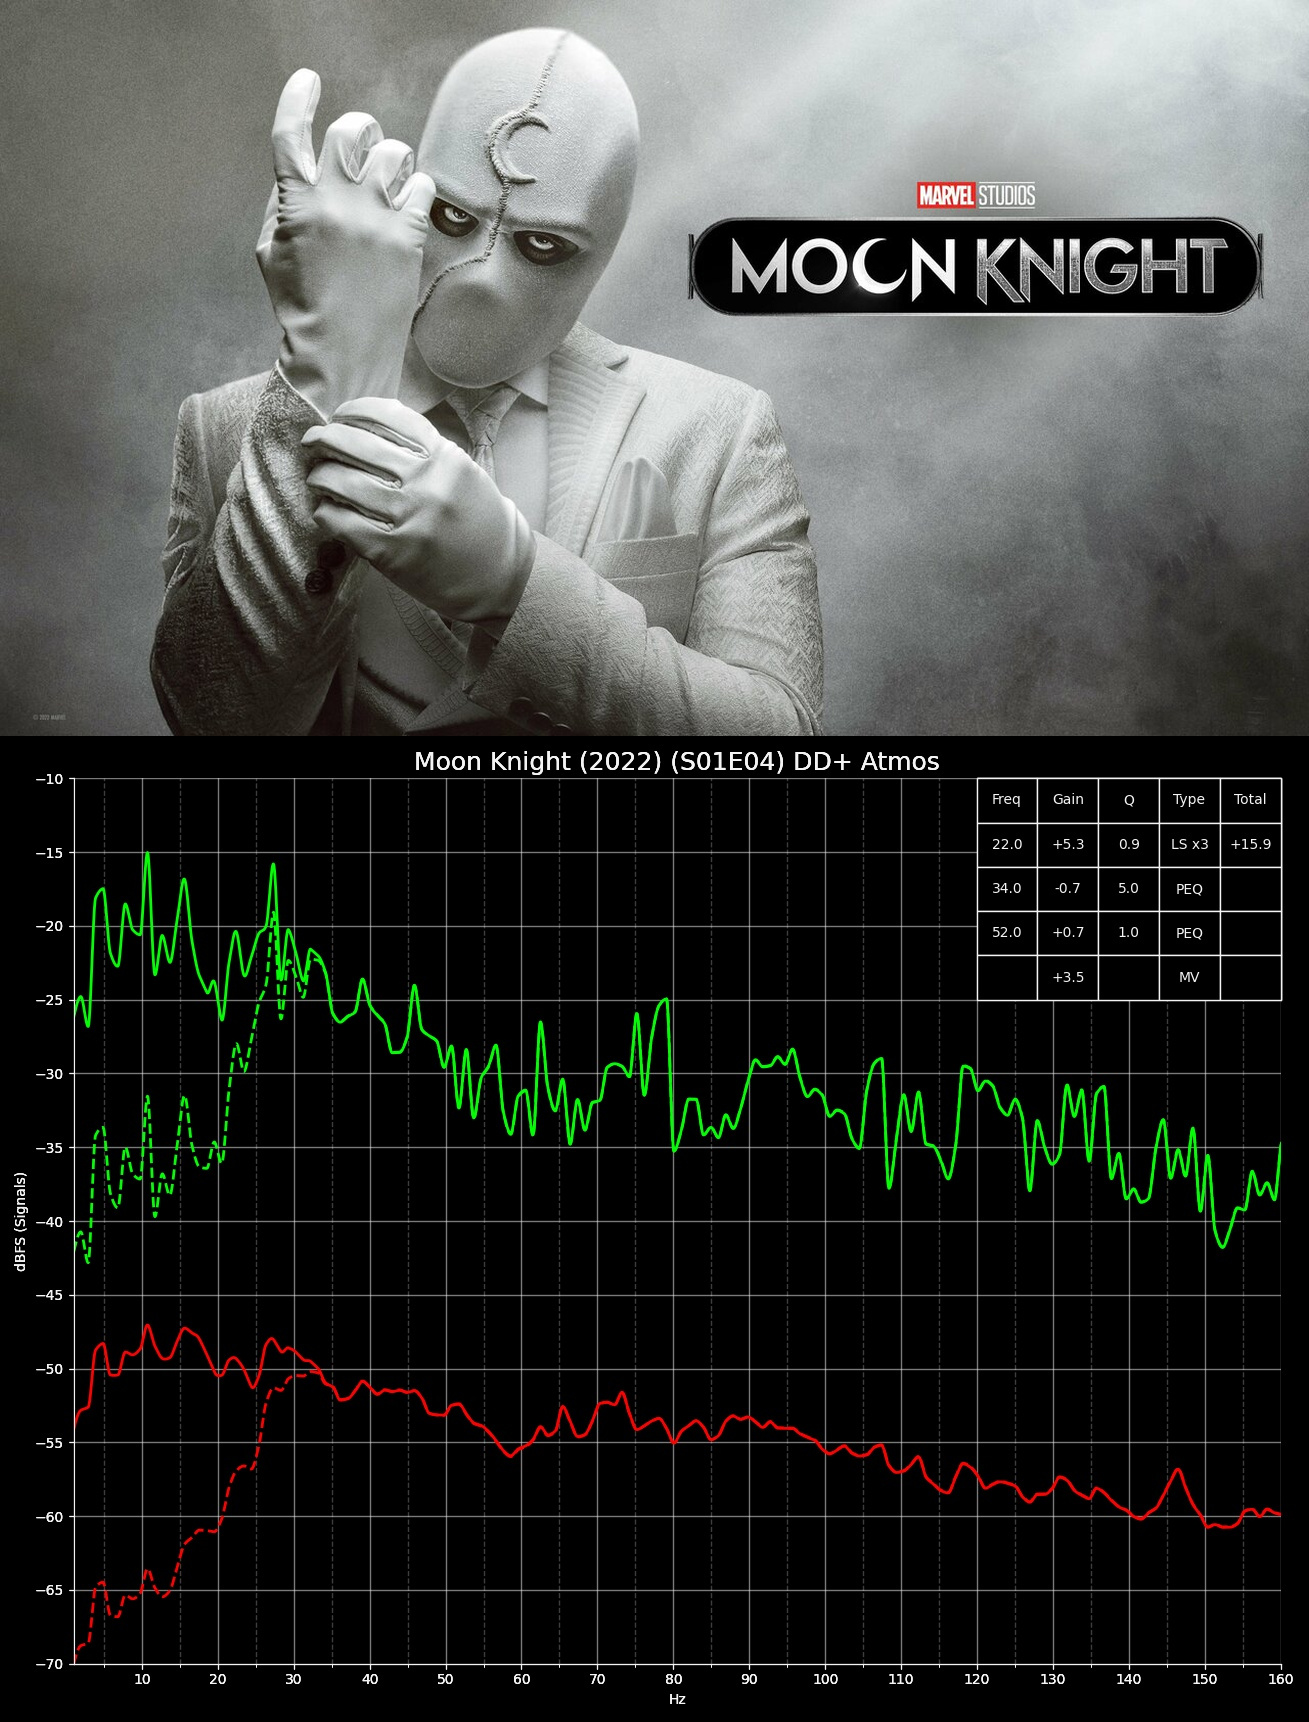 MARVEL STUDIOS
MOON KNIGHT
© 2022 MARVEL
Moon Knight (2022) (S01E04) DD+ Atmos
Freq Gain Q Type Total
22.0 +5.3 0.9 LS x3 +15.9
34.0 -0.7 5.0 PEQ
52.0 +0.7 1.0 PEQ
+3.5 MV
−10
−15
−20
−25
−30
−35
−40
−45
−50
−55
−60
−65
−70
dBFS (Signals)
10 20 30 40 50 60 70 80 90 100 110 120 130 140 150 160
Hz